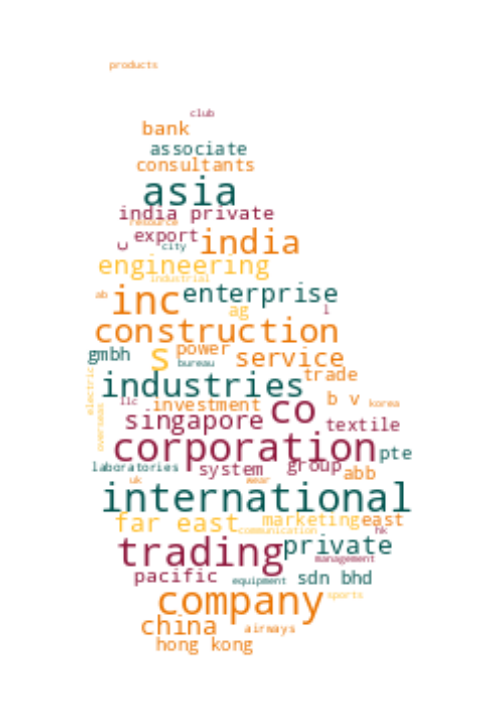 products
club
bank
associate
consultants
asia
india private
resource
export
u
city
india
engineering
industrial
ab
inc
enterprise
ag
l
construction
gmbh
s
power
bureau
service
electric
industries
trade
llc
investment
b v
korea
overseas
singapore
co
textile
corporation
pte
laboratories
system
group
abb
uk
wear
international
far east
marketing
east
communication
hk
trading
private
management
pacific
equipment
sdn bhd
company
sports
china
airways
hong kong